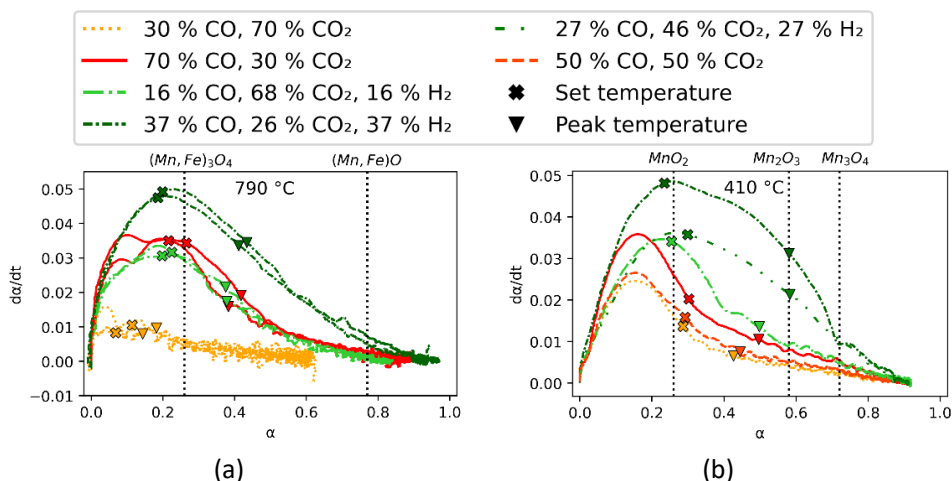 30 % CO, 70 % CO₂
70 % CO, 30 % CO₂
16 % CO, 68 % CO₂, 16 % H₂
37 % CO, 26 % CO₂, 37 % H₂
27 % CO, 46 % CO₂, 27 % H₂
50 % CO, 50 % CO₂
Set temperature
Peak temperature
(Mn, Fe)₃O₄
(Mn, Fe)O
790 °C
dα/dt
0.05
0.04
0.03
0.02
0.01
0.00
−0.01
0.0 0.2 0.4 0.6 0.8 1.0
α
(a)
MnO₂
Mn₂O₃
Mn₃O₄
410 °C
dα/dt
0.05
0.04
0.03
0.02
0.01
0.00
0.0 0.2 0.4 0.6 0.8 1.0
α
(b)